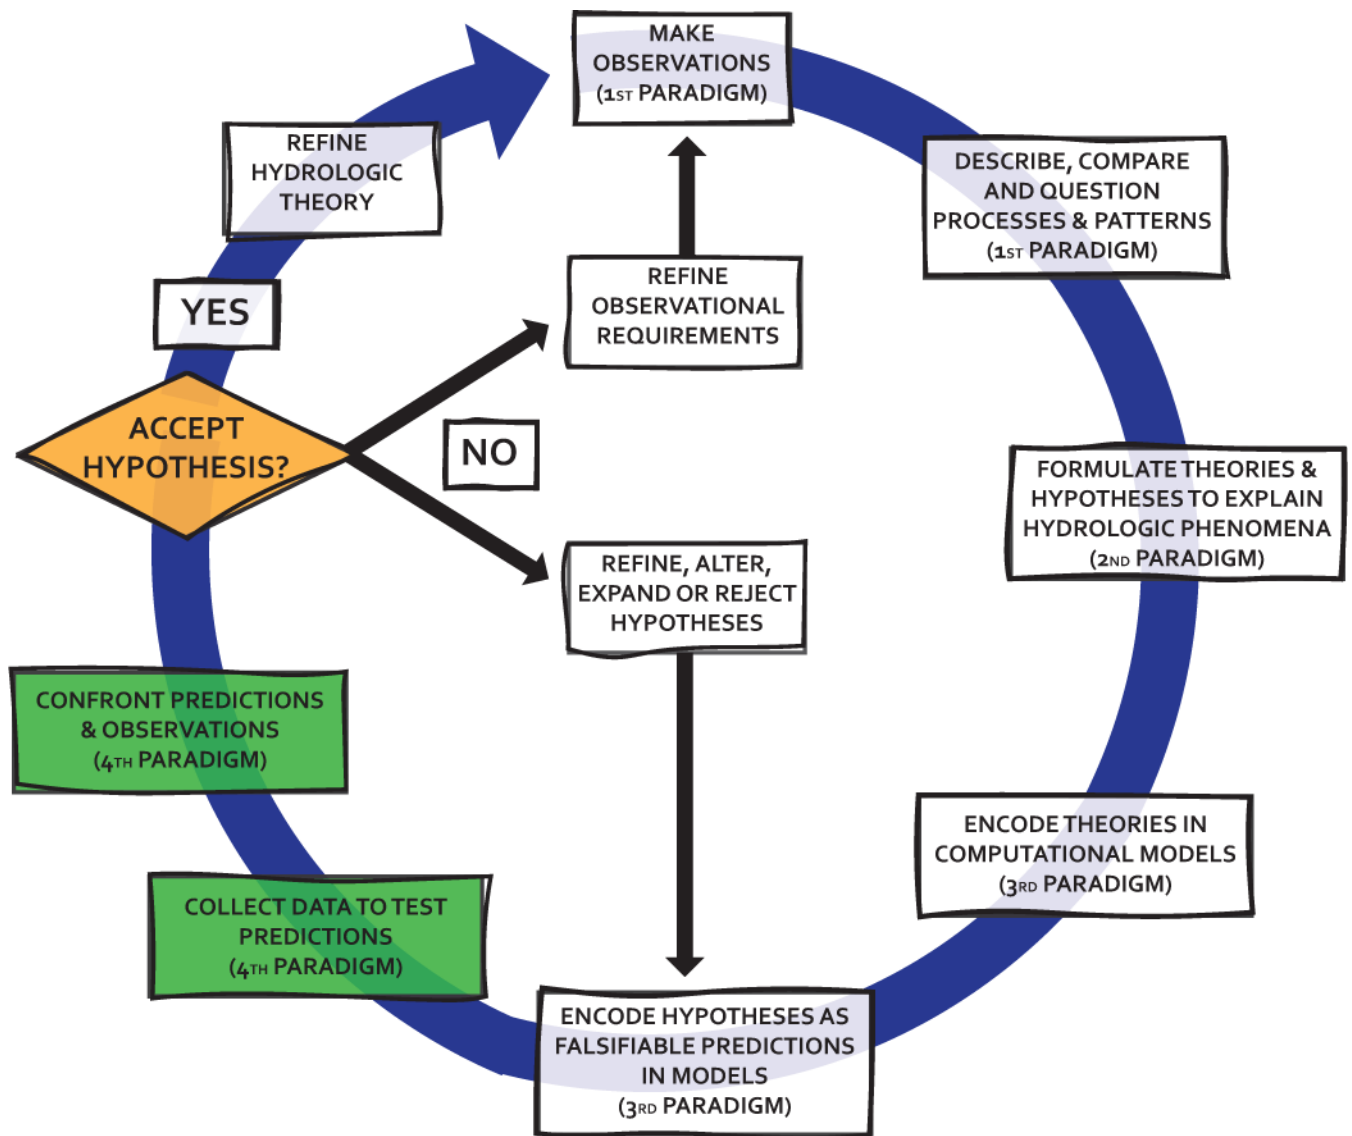 MAKE
OBSERVATIONS
(1ST PARADIGM)
DESCRIBE, COMPARE
AND QUESTION
PROCESSES & PATTERNS
(1ST PARADIGM)
FORMULATE THEORIES &
HYPOTHESES TO EXPLAIN
HYDROLOGIC PHENOMENA
(2ND PARADIGM)
ENCODE THEORIES IN
COMPUTATIONAL MODELS
(3RD PARADIGM)
ENCODE HYPOTHESES AS
FALSIFIABLE PREDICTIONS
IN MODELS
(3RD PARADIGM)
COLLECT DATA TO TEST
PREDICTIONS
(4TH PARADIGM)
CONFRONT PREDICTIONS
& OBSERVATIONS
(4TH PARADIGM)
ACCEPT
HYPOTHESIS?
YES
REFINE
HYDROLOGIC
THEORY
NO
REFINE
OBSERVATIONAL
REQUIREMENTS
REFINE, ALTER,
EXPAND OR REJECT
HYPOTHESES